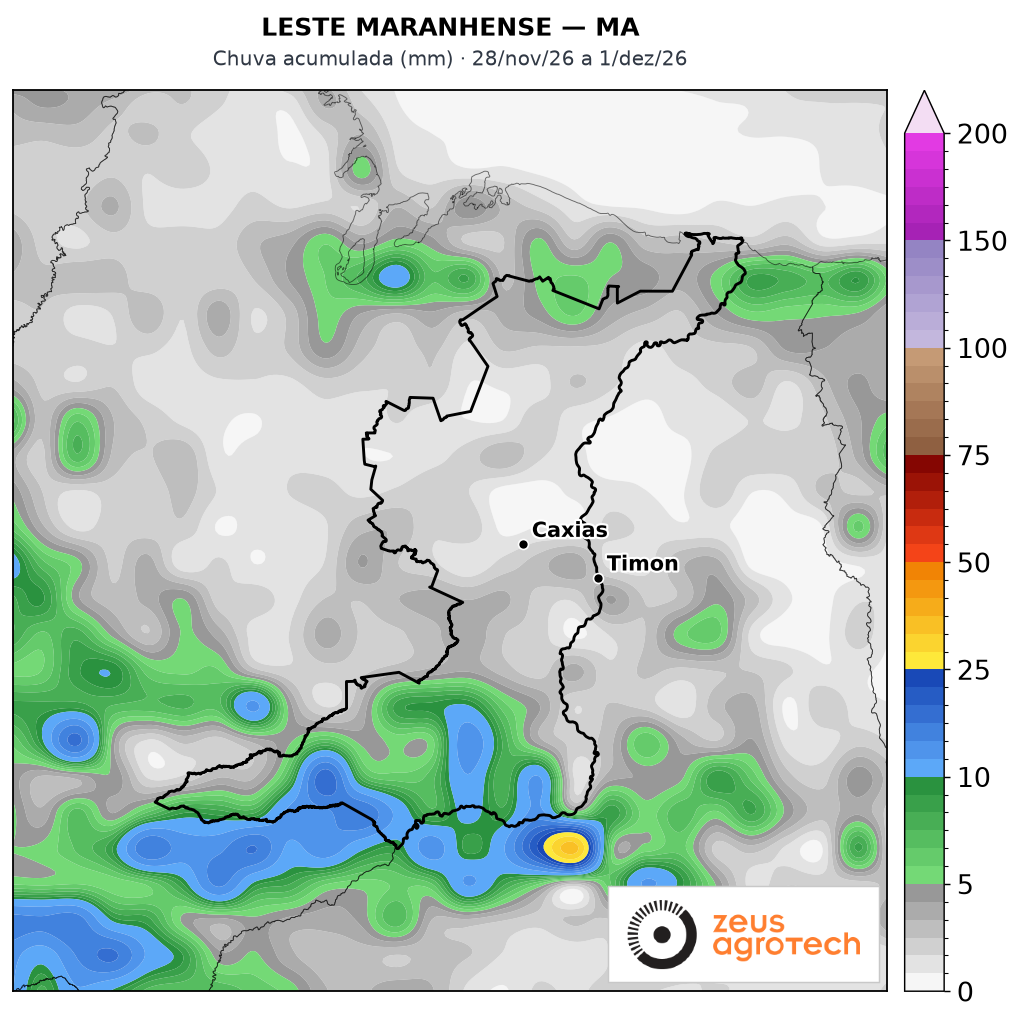 LESTE MARANHENSE — MA
Chuva acumulada (mm) · 28/nov/26 a 1/dez/26
200
150
100
75
50
25
10
5
0
Caxias
Timon
zeus
agrotech